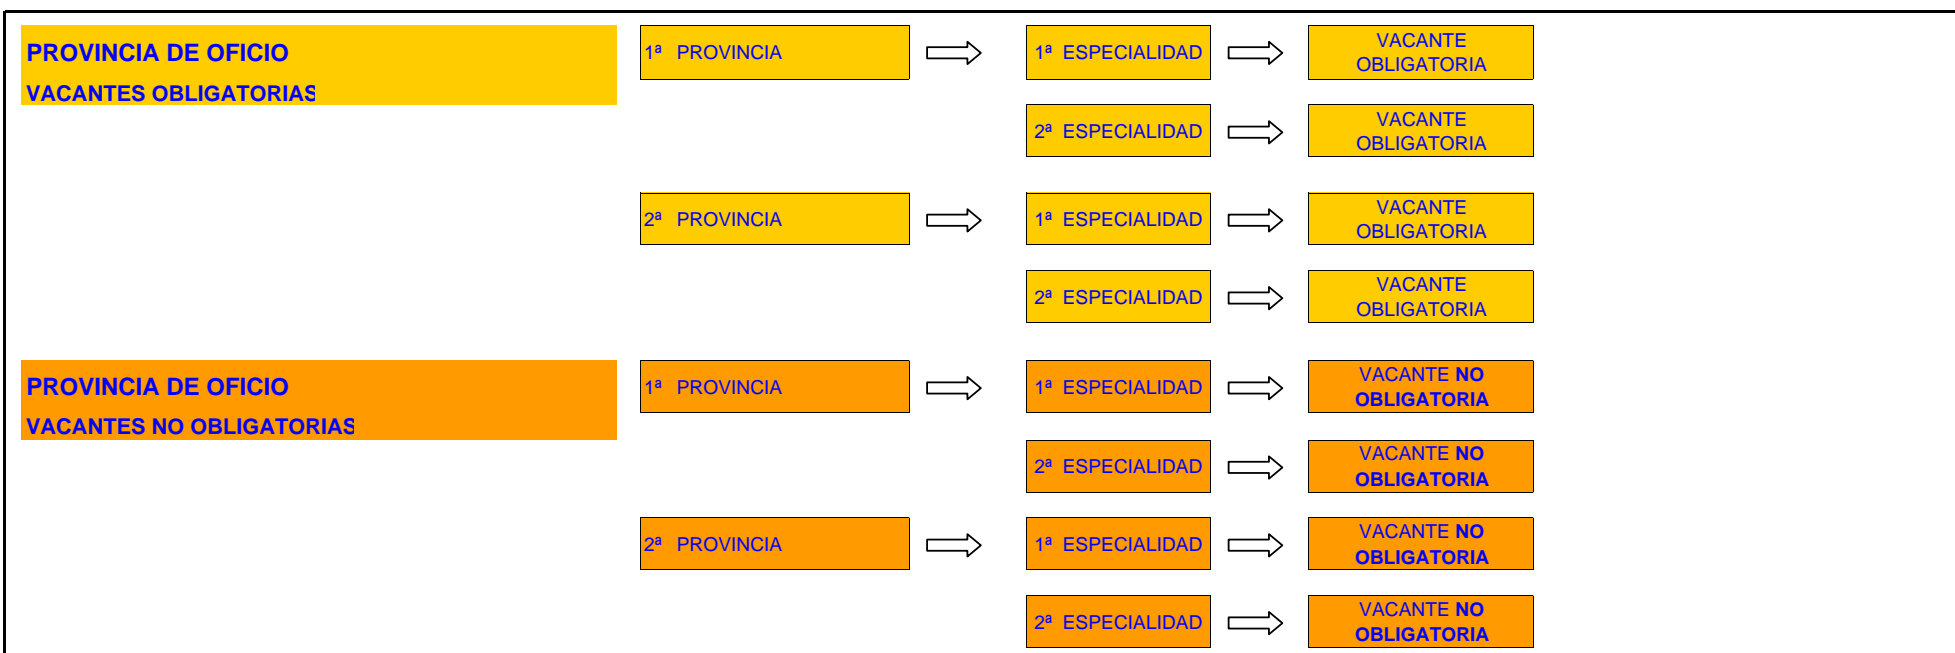 PROVINCIA DE OFICIO
VACANTES OBLIGATORIAS
1ª PROVINCIA
1ª ESPECIALIDAD
VACANTE
OBLIGATORIA
2ª ESPECIALIDAD
VACANTE
OBLIGATORIA
2ª PROVINCIA
1ª ESPECIALIDAD
VACANTE
OBLIGATORIA
2ª ESPECIALIDAD
VACANTE
OBLIGATORIA
PROVINCIA DE OFICIO
VACANTES NO OBLIGATORIAS
1ª PROVINCIA
1ª ESPECIALIDAD
VACANTE NO
OBLIGATORIA
2ª ESPECIALIDAD
VACANTE NO
OBLIGATORIA
2ª PROVINCIA
1ª ESPECIALIDAD
VACANTE NO
OBLIGATORIA
2ª ESPECIALIDAD
VACANTE NO
OBLIGATORIA